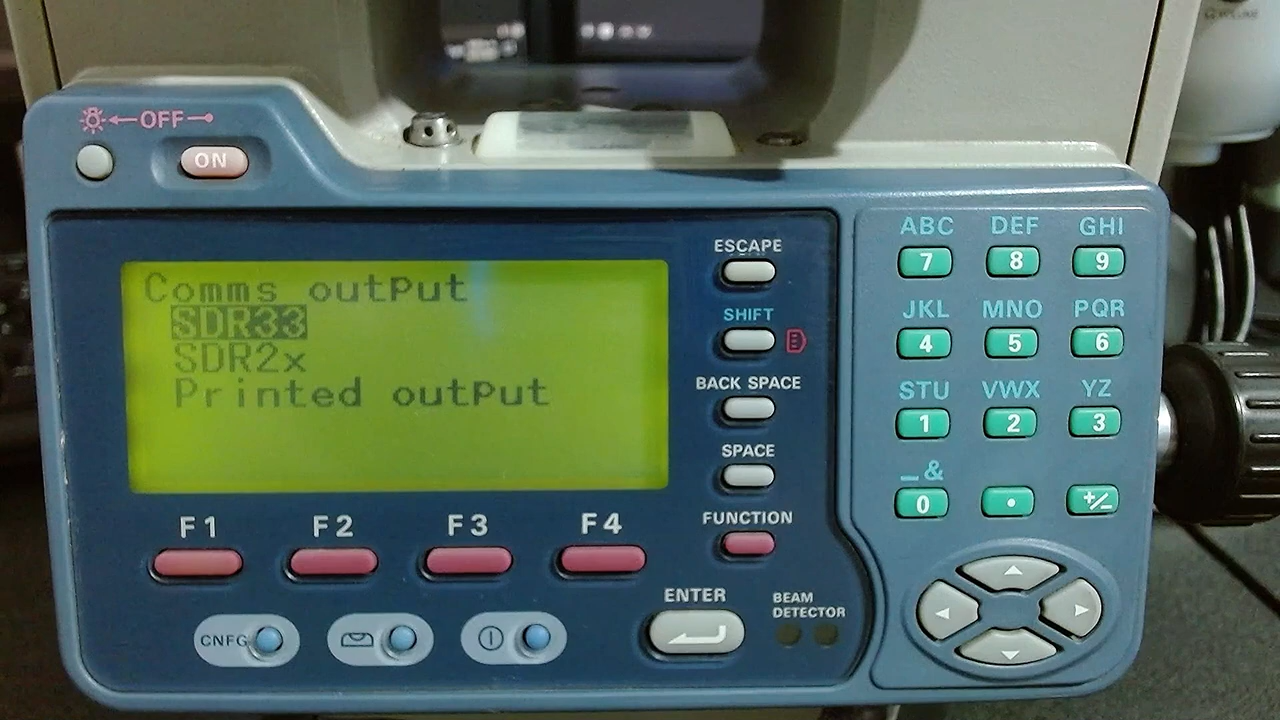 OFF
ON
Comms output
SDR33
SDR2x
Printed output
ESCAPE
SHIFT
BACK SPACE
SPACE
FUNCTION
F1 F2 F3 F4
CNFG
ENTER
BEAM
DETECTOR
ABC DEF GHI
7 8 9
JKL MNO PQR
4 5 6
STU VWX YZ
1 2 3
_&
0 . +/-